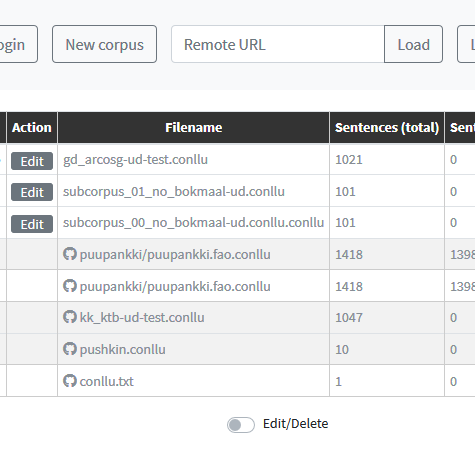 ogin New corpus Remote URL Load
Action Filename Sentences (total) Sent
Edit gd_arcosg-ud-test.conllu 1021 0
Edit subcorpus_01_no_bokmaal-ud.conllu 101 0
Edit subcorpus_00_no_bokmaal-ud.conllu.conllu 101 0
puupankki/puupankki.fao.conllu 1418 1398
puupankki/puupankki.fao.conllu 1418 1398
kk_ktb-ud-test.conllu 1047 0
pushkin.conllu 10 0
conllu.txt 1 0
Edit/Delete